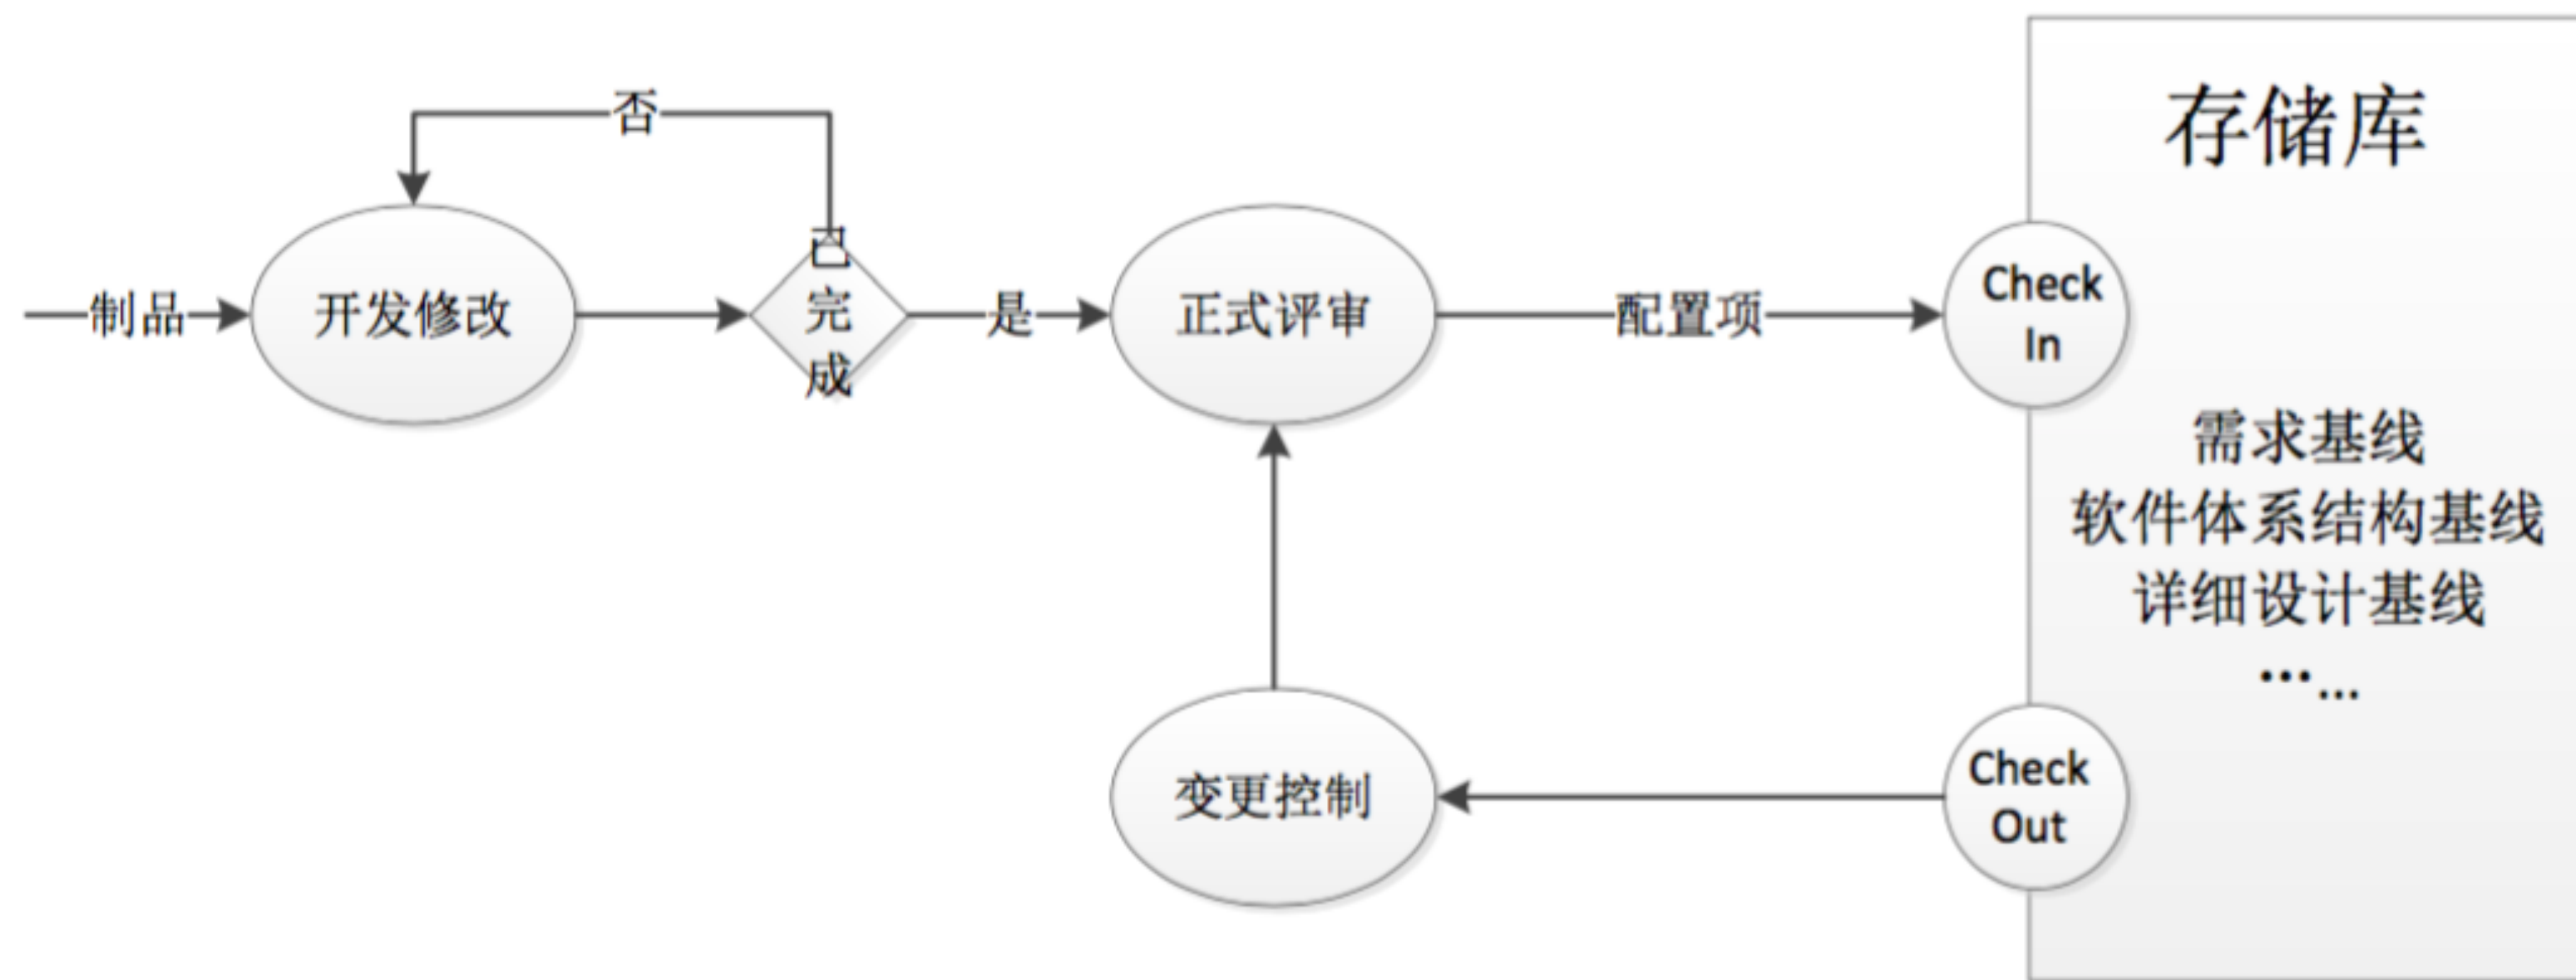 存储库
否
制品
开发修改
已
完
成
是
正式评审
配置项
Check
In
需求基线
软件体系结构基线
详细设计基线
……
变更控制
Check
Out